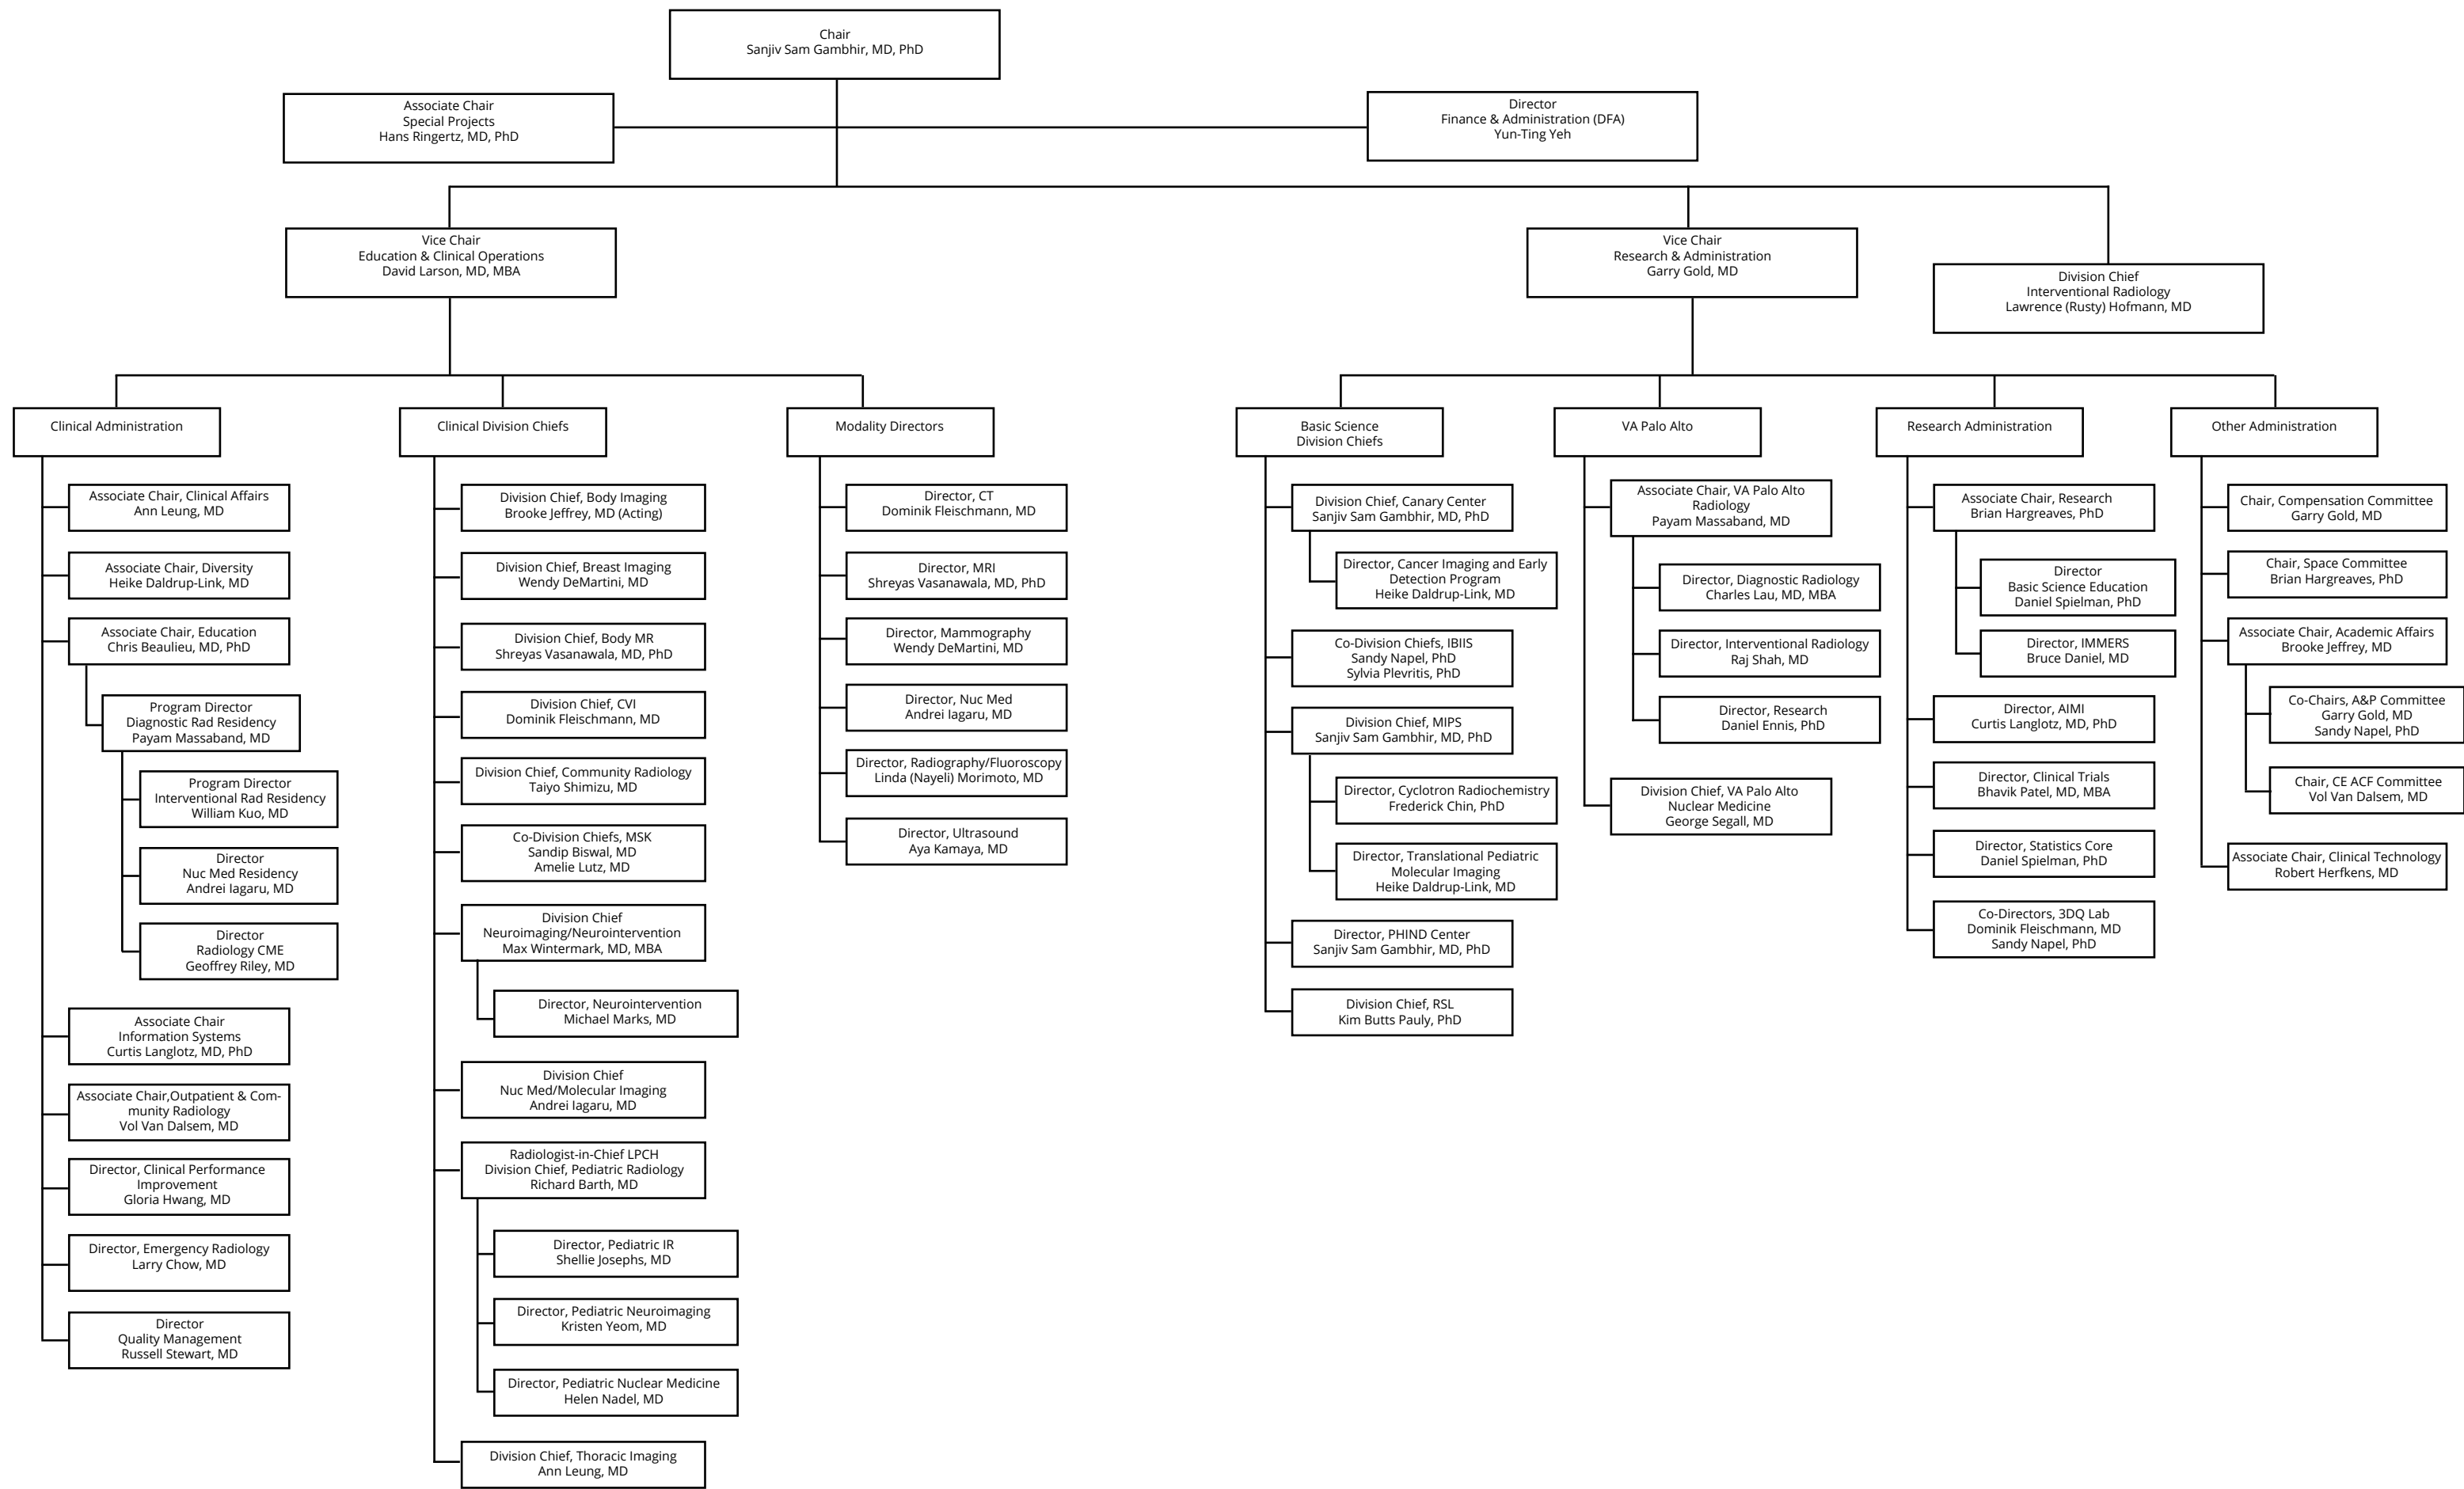 Chair
Sanjiv Sam Gambhir, MD, PhD
Associate Chair
Special Projects
Hans Ringertz, MD, PhD
Director
Finance & Administration (DFA)
Yun-Ting Yeh
Vice Chair
Education & Clinical Operations
David Larson, MD, MBA
Vice Chair
Research & Administration
Garry Gold, MD
Division Chief
Interventional Radiology
Lawrence (Rusty) Hofmann, MD
Clinical Administration
Associate Chair, Clinical Affairs
Ann Leung, MD
Associate Chair, Diversity
Heike Daldrup-Link, MD
Associate Chair, Education
Chris Beaulieu, MD, PhD
Program Director
Diagnostic Rad Residency
Payam Massaband, MD
Program Director
Interventional Rad Residency
William Kuo, MD
Director
Nuc Med Residency
Andrei Iagaru, MD
Director
Radiology CME
Geoffrey Riley, MD
Associate Chair
Information Systems
Curtis Langlotz, MD, PhD
Associate Chair,Outpatient & Com-
munity Radiology
Vol Van Dalsem, MD
Director, Clinical Performance
Improvement
Gloria Hwang, MD
Director, Emergency Radiology
Larry Chow, MD
Director
Quality Management
Russell Stewart, MD
Clinical Division Chiefs
Division Chief, Body Imaging
Brooke Jeffrey, MD (Acting)
Division Chief, Breast Imaging
Wendy DeMartini, MD
Division Chief, Body MR
Shreyas Vasanawala, MD, PhD
Division Chief, CVI
Dominik Fleischmann, MD
Division Chief, Community Radiology
Taiyo Shimizu, MD
Co-Division Chiefs, MSK
Sandip Biswal, MD
Amelie Lutz, MD
Division Chief
Neuroimaging/Neurointervention
Max Wintermark, MD, MBA
Director, Neurointervention
Michael Marks, MD
Division Chief
Nuc Med/Molecular Imaging
Andrei Iagaru, MD
Radiologist-in-Chief LPCH
Division Chief, Pediatric Radiology
Richard Barth, MD
Director, Pediatric IR
Shellie Josephs, MD
Director, Pediatric Neuroimaging
Kristen Yeom, MD
Director, Pediatric Nuclear Medicine
Helen Nadel, MD
Division Chief, Thoracic Imaging
Ann Leung, MD
Modality Directors
Director, CT
Dominik Fleischmann, MD
Director, MRI
Shreyas Vasanawala, MD, PhD
Director, Mammography
Wendy DeMartini, MD
Director, Nuc Med
Andrei Iagaru, MD
Director, Radiography/Fluoroscopy
Linda (Nayeli) Morimoto, MD
Director, Ultrasound
Aya Kamaya, MD
Basic Science
Division Chiefs
Division Chief, Canary Center
Sanjiv Sam Gambhir, MD, PhD
Director, Cancer Imaging and Early
Detection Program
Heike Daldrup-Link, MD
Co-Division Chiefs, IBIIS
Sandy Napel, PhD
Sylvia Plevritis, PhD
Division Chief, MIPS
Sanjiv Sam Gambhir, MD, PhD
Director, Cyclotron Radiochemistry
Frederick Chin, PhD
Director, Translational Pediatric
Molecular Imaging
Heike Daldrup-Link, MD
Director, PHIND Center
Sanjiv Sam Gambhir, MD, PhD
Division Chief, RSL
Kim Butts Pauly, PhD
VA Palo Alto
Associate Chair, VA Palo Alto
Radiology
Payam Massaband, MD
Director, Diagnostic Radiology
Charles Lau, MD, MBA
Director, Interventional Radiology
Raj Shah, MD
Director, Research
Daniel Ennis, PhD
Division Chief, VA Palo Alto
Nuclear Medicine
George Segall, MD
Research Administration
Associate Chair, Research
Brian Hargreaves, PhD
Director
Basic Science Education
Daniel Spielman, PhD
Director, IMMERS
Bruce Daniel, MD
Director, AIMI
Curtis Langlotz, MD, PhD
Director, Clinical Trials
Bhavik Patel, MD, MBA
Director, Statistics Core
Daniel Spielman, PhD
Co-Directors, 3DQ Lab
Dominik Fleischmann, MD
Sandy Napel, PhD
Other Administration
Chair, Compensation Committee
Garry Gold, MD
Chair, Space Committee
Brian Hargreaves, PhD
Associate Chair, Academic Affairs
Brooke Jeffrey, MD
Co-Chairs, A&P Committee
Garry Gold, MD
Sandy Napel, PhD
Chair, CE ACF Committee
Vol Van Dalsem, MD
Associate Chair, Clinical Technology
Robert Herfkens, MD